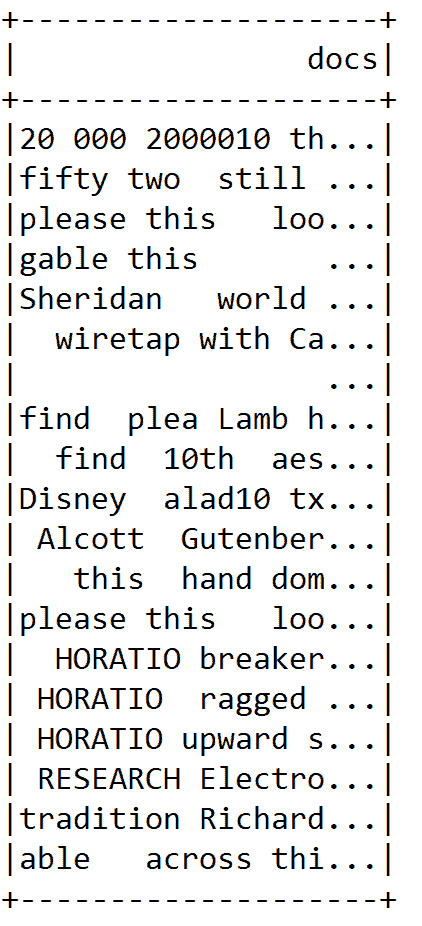 +--------------------+
|                docs|
+--------------------+
|20 000 2000010 th...|
|fifty two  still ...|
|please this   loo...|
|gable this       ...|
|Sheridan   world ...|
|  wiretap with Ca...|
|                 ...|
|find  plea Lamb h...|
|  find  10th  aes...|
|Disney  alad10 tx...|
| Alcott  Gutenber...|
|   this  hand dom...|
|please this   loo...|
|  HORATIO breaker...|
| HORATIO  ragged ...|
| HORATIO upward s...|
| RESEARCH Electro...|
|tradition Richard...|
|able   across thi...|
+--------------------+